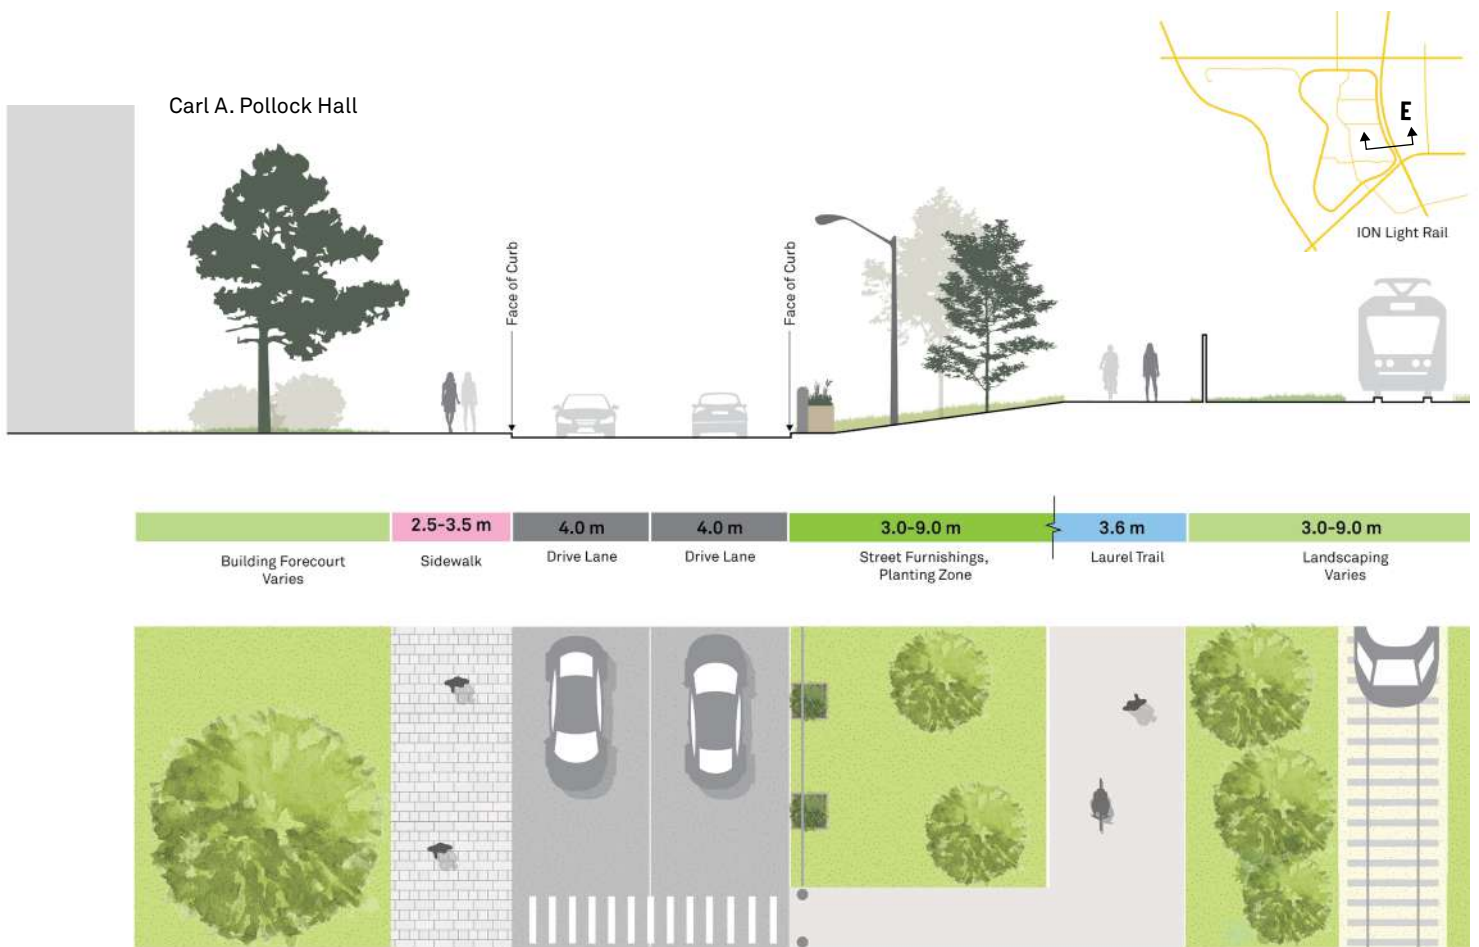 Carl A. Pollock Hall
E
ION Light Rail
Face of Curb
Face of Curb
2.5-3.5 m
4.0 m
4.0 m
3.0-9.0 m
3.6 m
3.0-9.0 m
Building Forecourt
Varies
Sidewalk
Drive Lane
Drive Lane
Street Furnishings,
Planting Zone
Laurel Trail
Landscaping
Varies